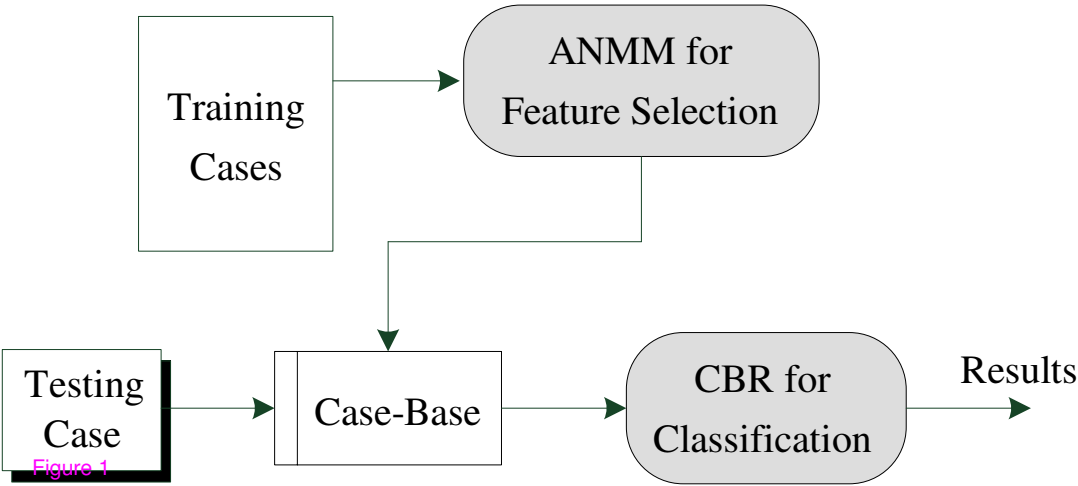 ANMM for
Feature Selection
Training
Cases
Testing
Case
Figure 1
Case-Base
CBR for
Classification
Results